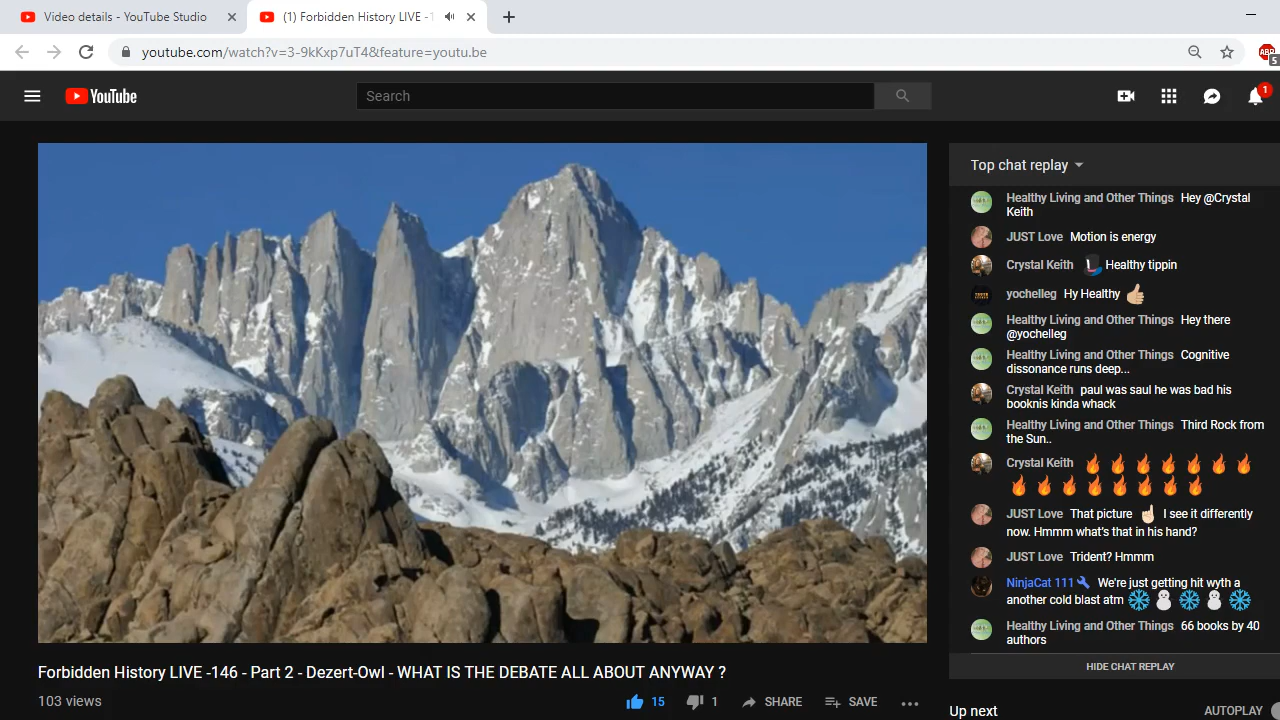 Video details - YouTube Studio
(1) Forbidden History LIVE -1
youtube.com/watch?v=3-9kKxp7uT4&feature=youtu.be
ABP
5
YouTube
Search
1
Top chat replay
Healthy Living and Other Things Hey @Crystal
Keith
JUST Love Motion is energy
Crystal Keith Healthy tippin
yochelleg Hy Healthy 👍🏼
Healthy Living and Other Things Hey there
@yochelleg
Healthy Living and Other Things Cognitive
dissonance runs deep...
Crystal Keith paul was saul he was bad his
booknis kinda whack
Healthy Living and Other Things Third Rock from
the Sun..
Crystal Keith 🔥🔥🔥🔥🔥🔥🔥
🔥🔥🔥🔥🔥🔥🔥🔥
JUST Love That picture ☝🏻 I see it differently
now. Hmmm what's that in his hand?
JUST Love Trident? Hmmm
NinjaCat 111 We're just getting hit wyth a
another cold blast atm ❄️⛄❄️⛄❄️
Healthy Living and Other Things 66 books by 40
authors
HIDE CHAT REPLAY
Forbidden History LIVE -146 - Part 2 - Dezert-Owl - WHAT IS THE DEBATE ALL ABOUT ANYWAY ?
103 views
15
1
SHARE
SAVE
Up next
AUTOPLAY